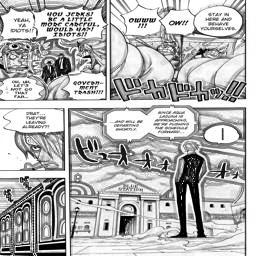 YEAH,
YA
IDIOTS!!
YOU JERKS!
BE A LITTLE
MORE CAREFUL,
WOULD YA?!
IDIOTS!!
OH, UH,
LET'S NOT
GO THAT
FAR...
GOVERN-
MENT
TRASH!!!
OWWW
!!!
OW!!
STAY IN
HERE AND
BEHAVE
YOURSELVES.
DRAT...
THEY'RE
LEAVING
ALREADY?!
AND WILL BE
DEPARTING
SHORTLY.
SINCE AQUA
LAGUNA IS
APPROACHING,
WE'RE PUSHING
THE SCHEDULE
FORWARD...
!
BLUE
STATION